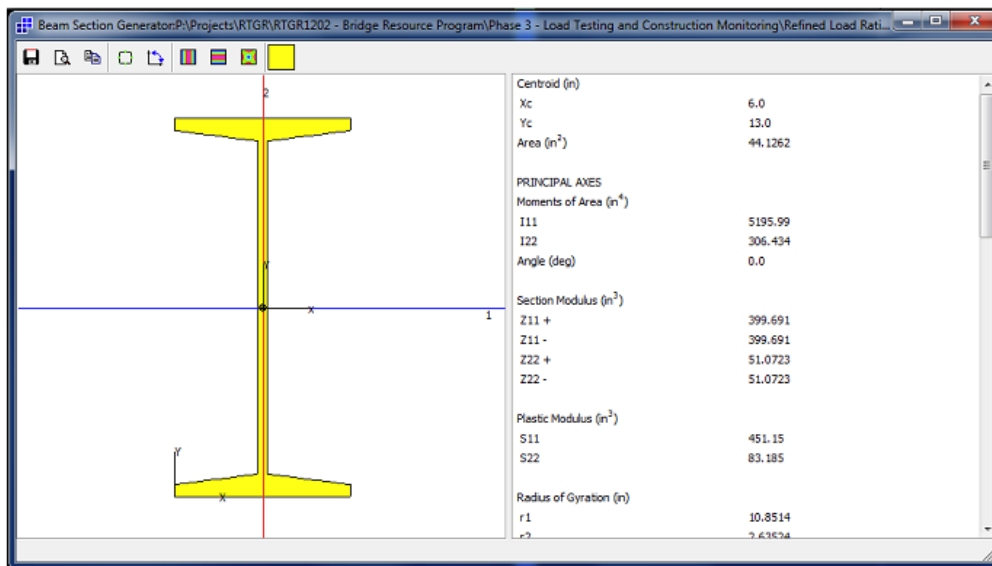 Beam Section Generator:P:\Projects\RTGR\RTGR1202 - Bridge Resource Program\Phase 3 - Load Testing and Construction Monitoring\Refined Load Rati...
2
Y
X
1
Y
X
Centroid (in)
Xc 6.0
Yc 13.0
Area (in²) 44.1262
PRINCIPAL AXES
Moments of Area (in⁴)
I11 5195.99
I22 306.434
Angle (deg) 0.0
Section Modulus (in³)
Z11 + 399.691
Z11 - 399.691
Z22 + 51.0723
Z22 - 51.0723
Plastic Modulus (in³)
S11 451.15
S22 83.185
Radius of Gyration (in)
r1 10.8514
r2 2.63524